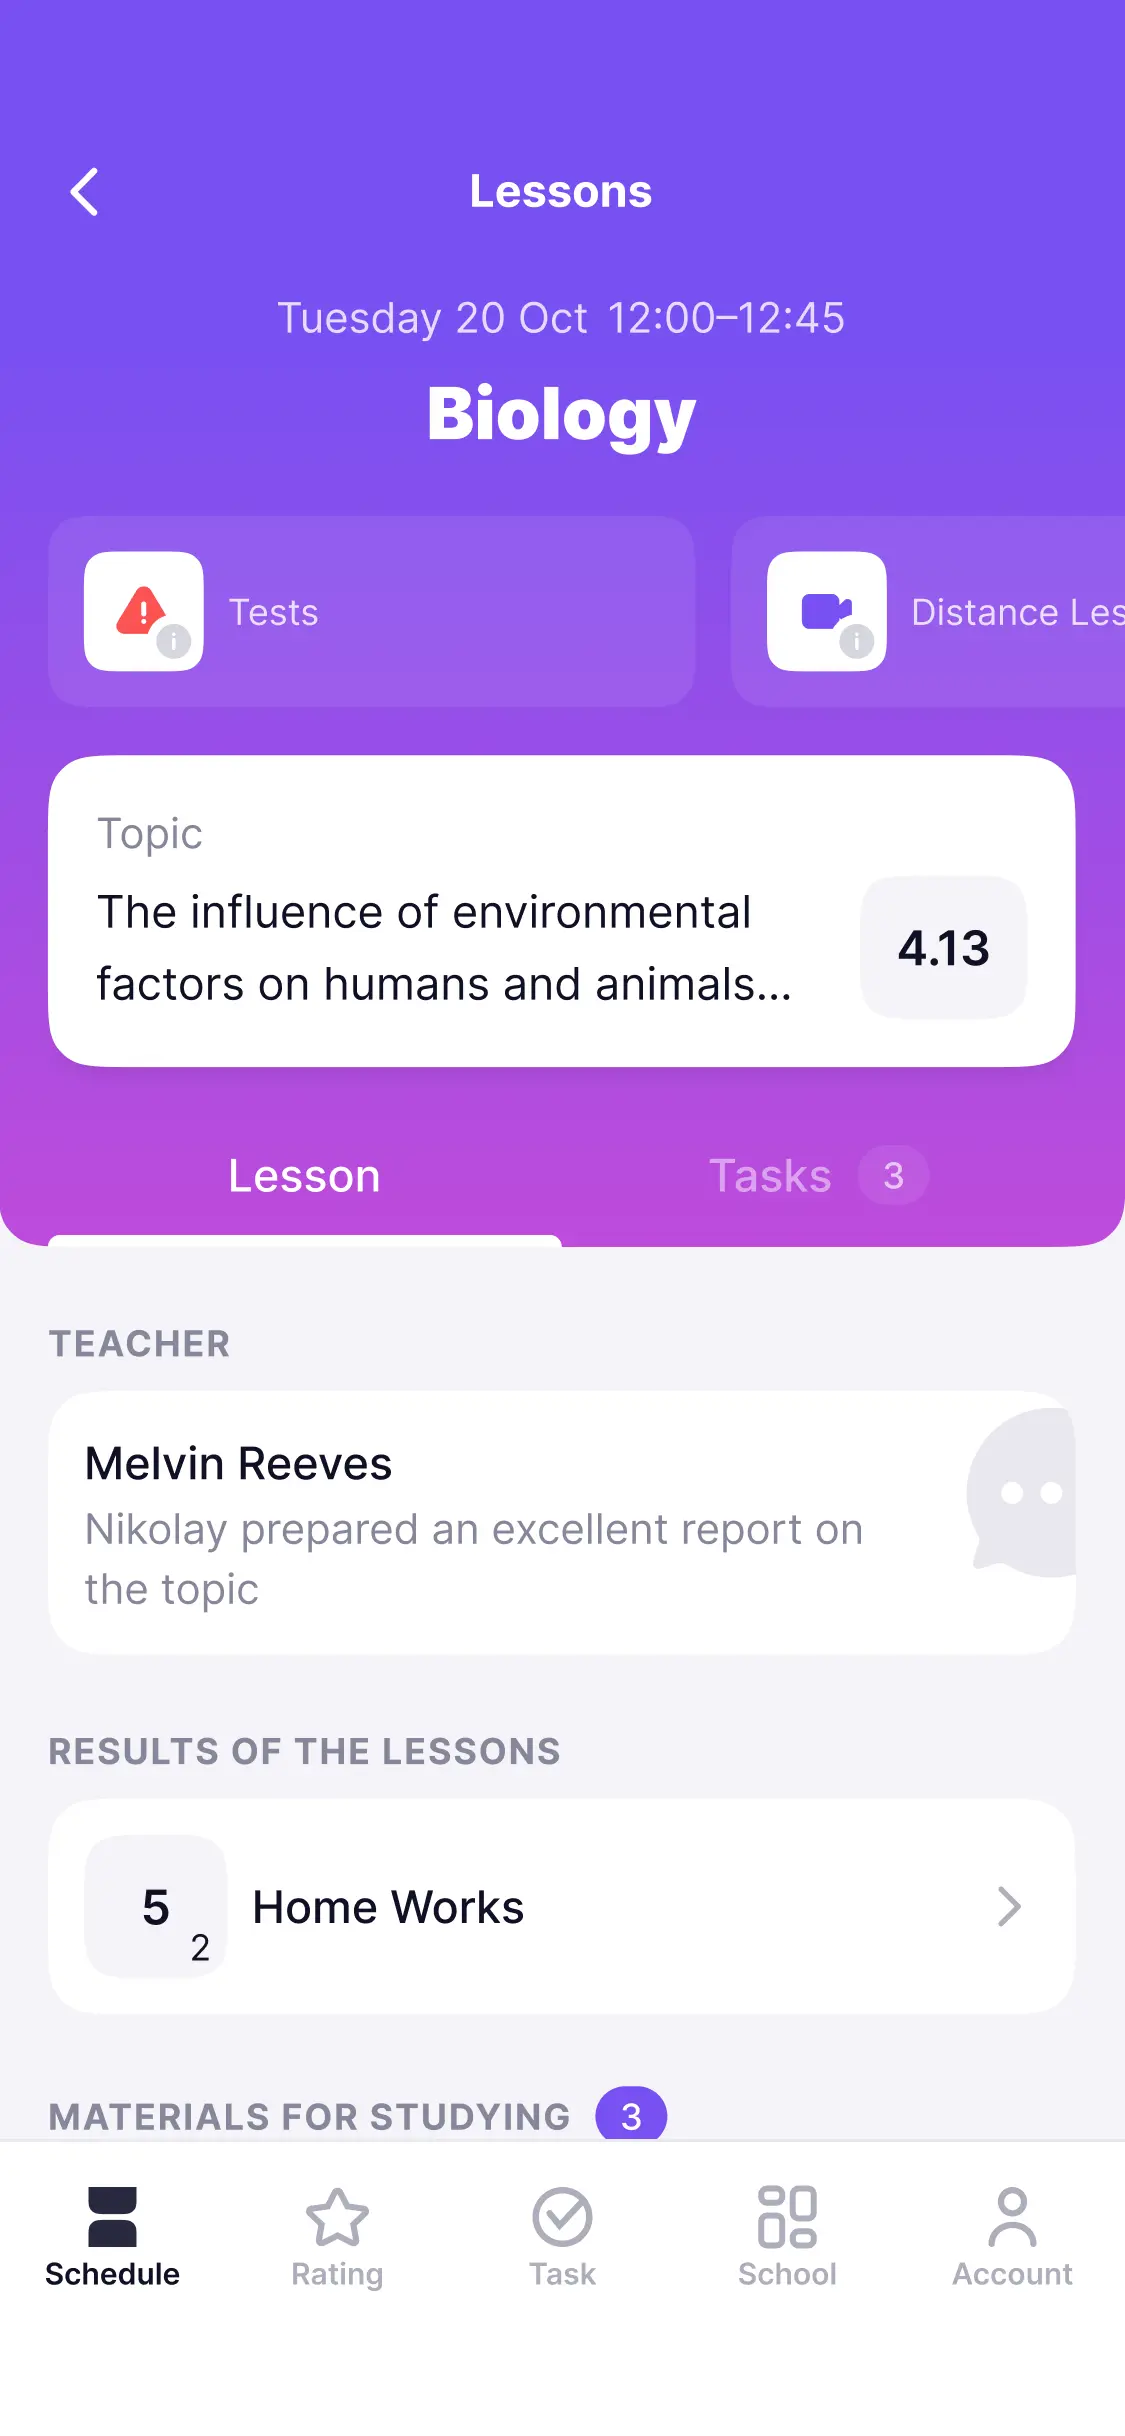 Lessons
Tuesday 20 Oct 12:00–12:45
Biology
Tests
Distance Les
Topic
The influence of environmental
factors on humans and animals...
4.13
Lesson
Tasks 3
TEACHER
Melvin Reeves
Nikolay prepared an excellent report on
the topic
RESULTS OF THE LESSONS
5 2 Home Works
MATERIALS FOR STUDYING 3
Schedule Rating Task School Account